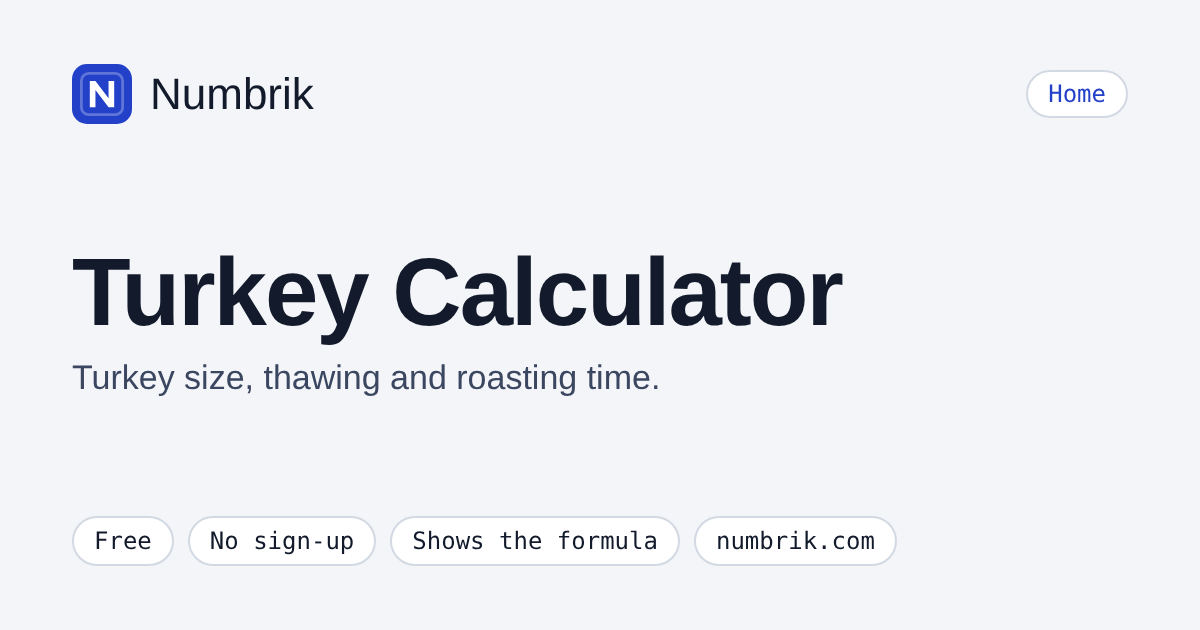 N Numbrik
Home
Turkey Calculator
Turkey size, thawing and roasting time.
Free
No sign-up
Shows the formula
numbrik.com